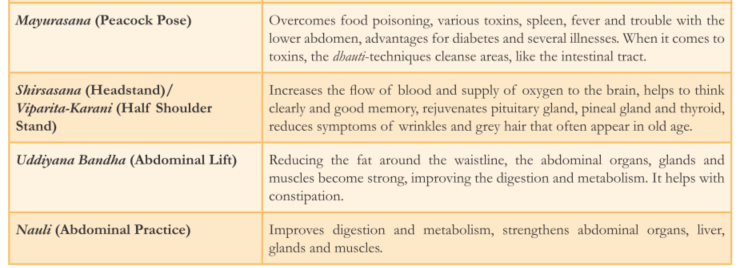 Mayurasana (Peacock Pose)
Overcomes food poisoning, various toxins, spleen, fever and trouble with the
lower abdomen, advantages for diabetes and several illnesses. When it comes to
toxins, the dhauti-techniques cleanse areas, like the intestinal tract.
Shirsasana (Headstand)/
Viparita-Karani (Half Shoulder
Stand)
Increases the flow of blood and supply of oxygen to the brain, helps to think
clearly and good memory, rejuvenates pituitary gland, pineal gland and thyroid,
reduces symptoms of wrinkles and grey hair that often appear in old age.
Uddiyana Bandha (Abdominal Lift)
Reducing the fat around the waistline, the abdominal organs, glands and
muscles become strong, improving the digestion and metabolism. It helps with
constipation.
Nauli (Abdominal Practice)
Improves digestion and metabolism, strengthens abdominal organs, liver,
glands and muscles.